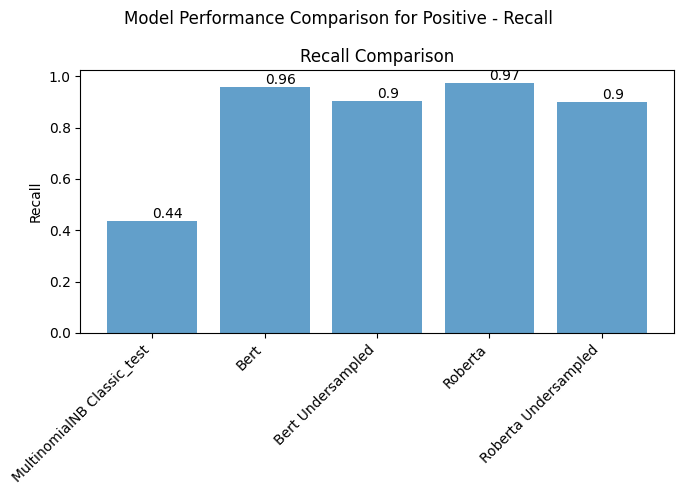 Model Performance Comparison for Positive - Recall
Recall Comparison
Recall
1.0
0.8
0.6
0.4
0.2
0.0
0.44
0.96
0.9
0.97
0.9
MultinomialNB Classic_test
Bert
Bert Undersampled
Roberta
Roberta Undersampled